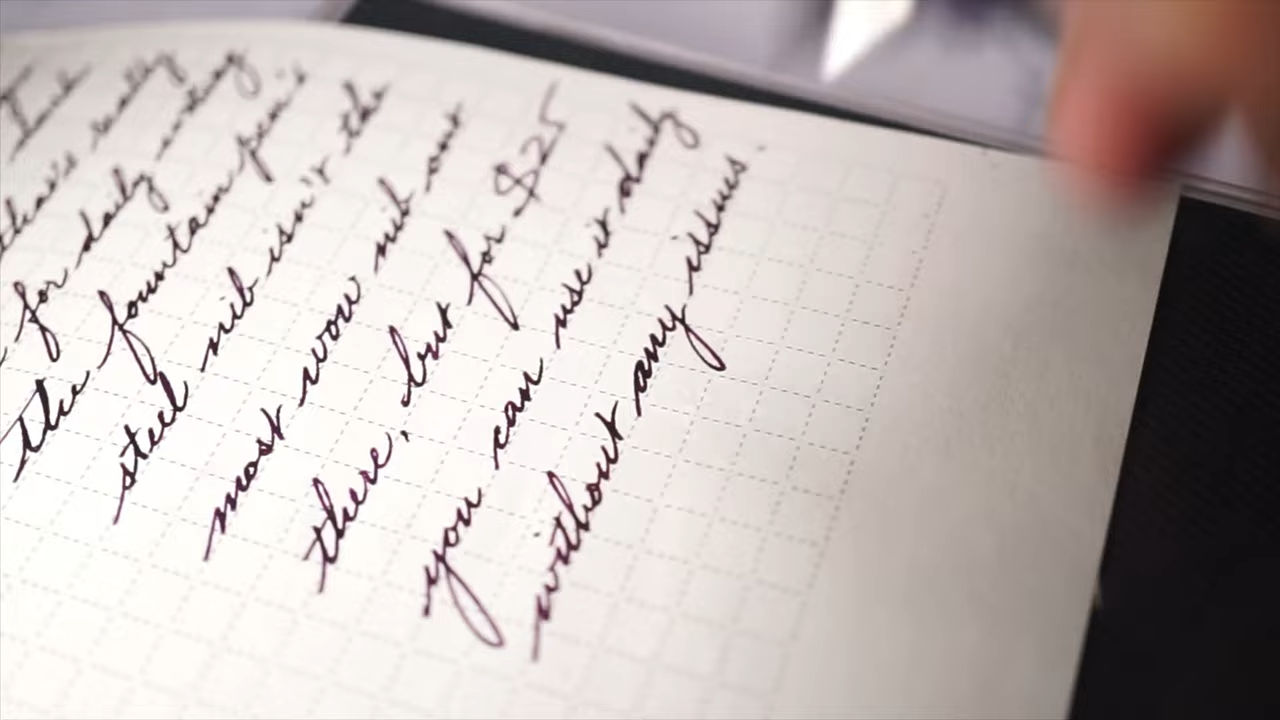 I think
that's really
for daily writing
the fountain pen's
steel nib isn't the
most wow nib out
there, but for $25
you can use it daily
without any issues.